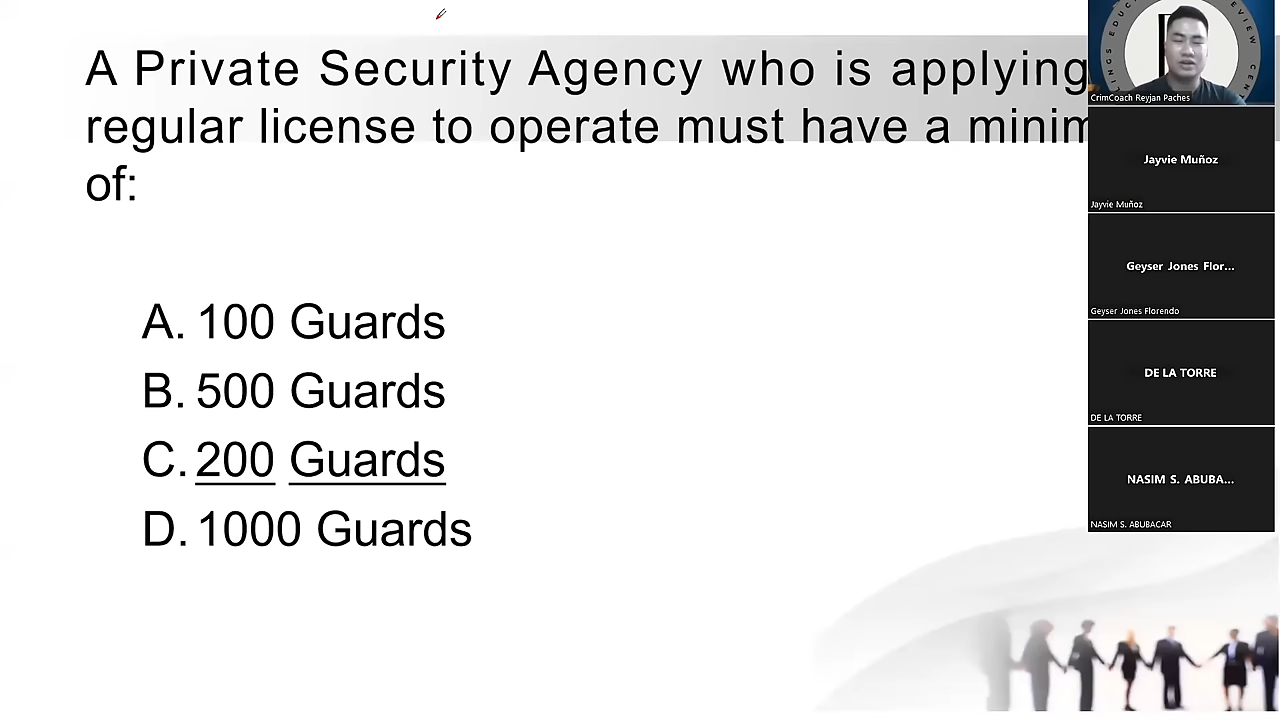 A Private Security Agency who is applying
regular license to operate must have a
of:
A. 100 Guards
B. 500 Guards
C. 200 Guards
D. 1000 Guards
CrimCoach Reyjan Paches
Jayvie Muñoz
Jayvie Muñoz
Geyser Jones Flor...
Geyser Jones Florendo
DE LA TORRE
DE LA TORRE
NASIM S. ABUBA...
NASIM S. ABUBACAR